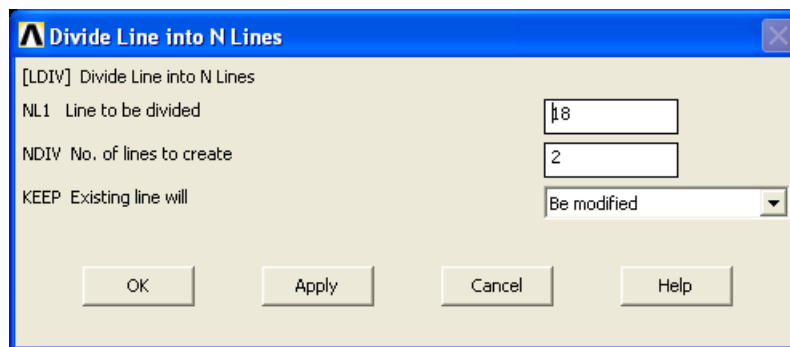 Divide Line into N Lines
[LDIV] Divide Line into N Lines
NL1 Line to be divided 18
NDIV No. of lines to create 2
KEEP Existing line will Be modified
OK Apply Cancel Help